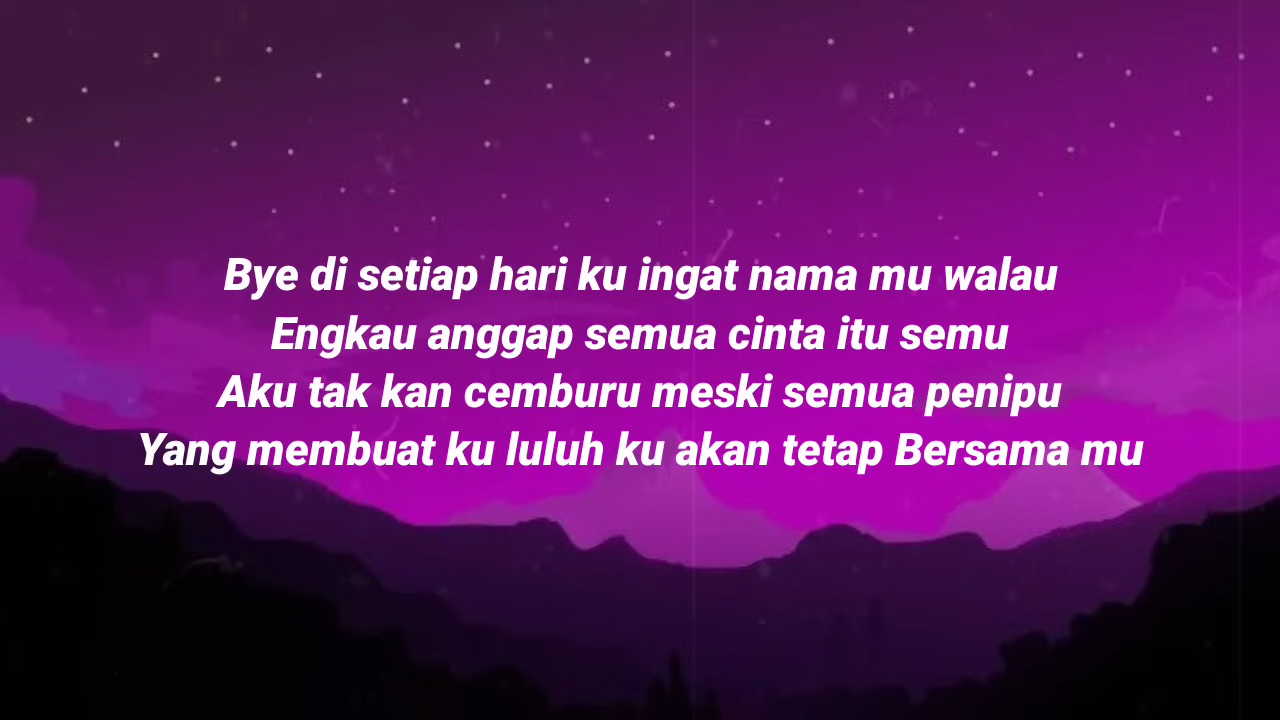 Bye di setiap hari ku ingat nama mu walau
Engkau anggap semua cinta itu semu
Aku tak kan cemburu meski semua penipu
Yang membuat ku luluh ku akan tetap Bersama mu